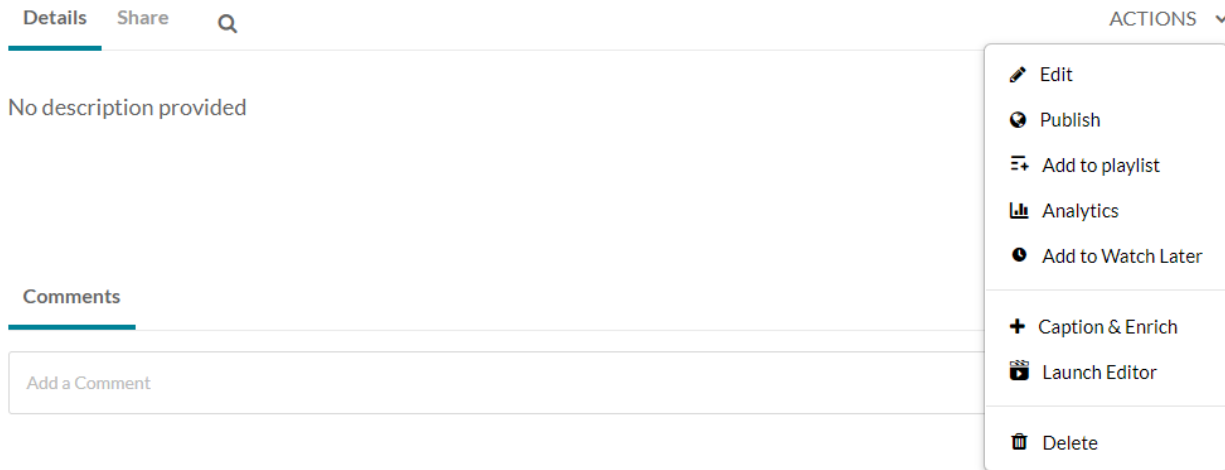 Details Share ACTIONS
Edit
No description provided
Publish
Add to playlist
Analytics
Add to Watch Later
Comments
Caption & Enrich
Launch Editor
Add a Comment
Delete